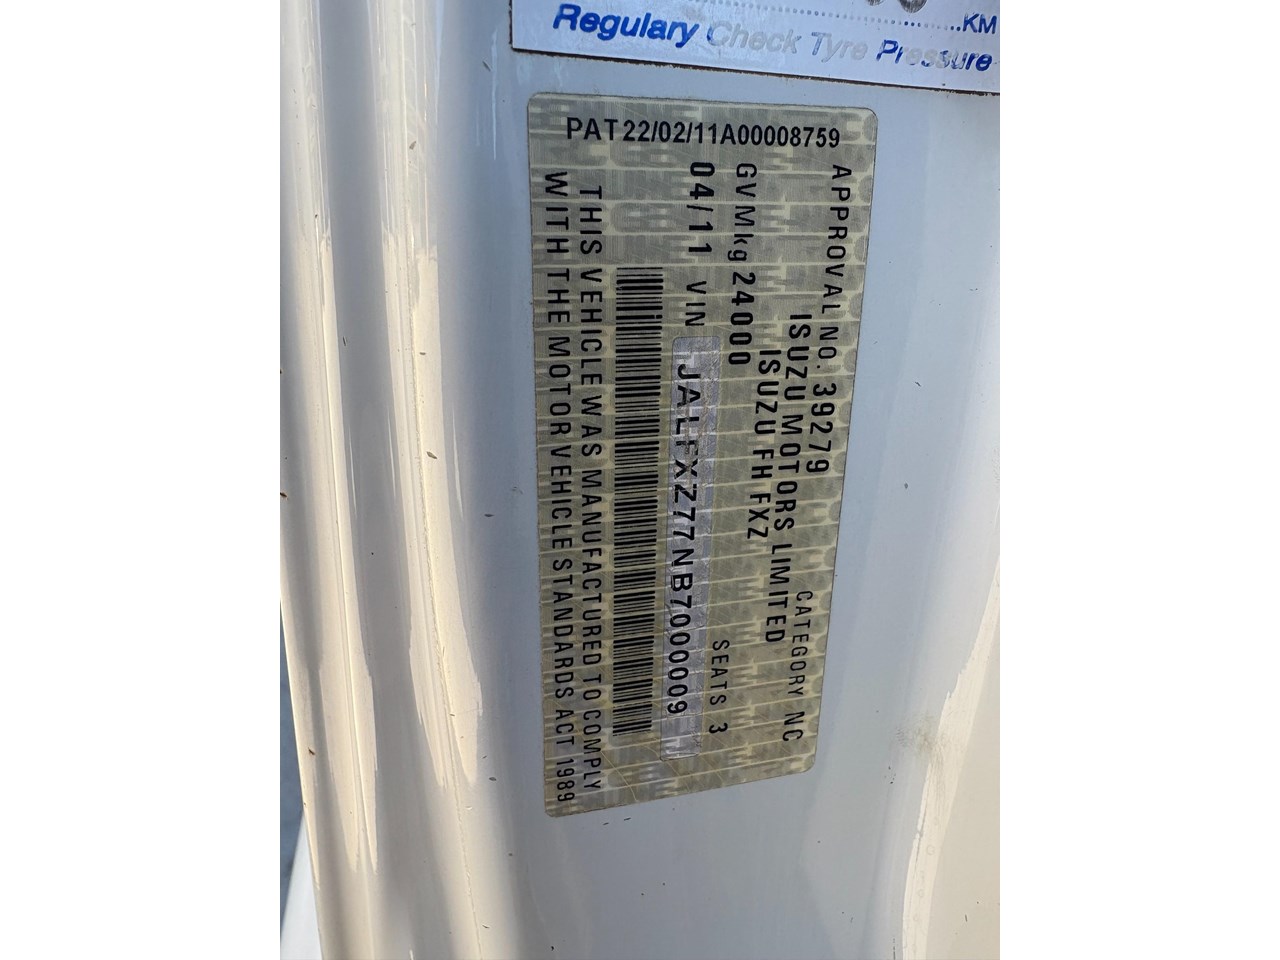 KM
Regulary Check Tyre Pressure
PAT22/02/11A00008759
APPROVAL NO. 39279 CATEGORY NC
ISUZU MOTORS LIMITED
ISUZU FH FXZ
GVMkg 24000 SEATS 3
04/11 VIN JALFXZ77NB7000009
THIS VEHICLE WAS MANUFACTURED TO COMPLY
WITH THE MOTOR VEHICLE STANDARDS ACT 1989